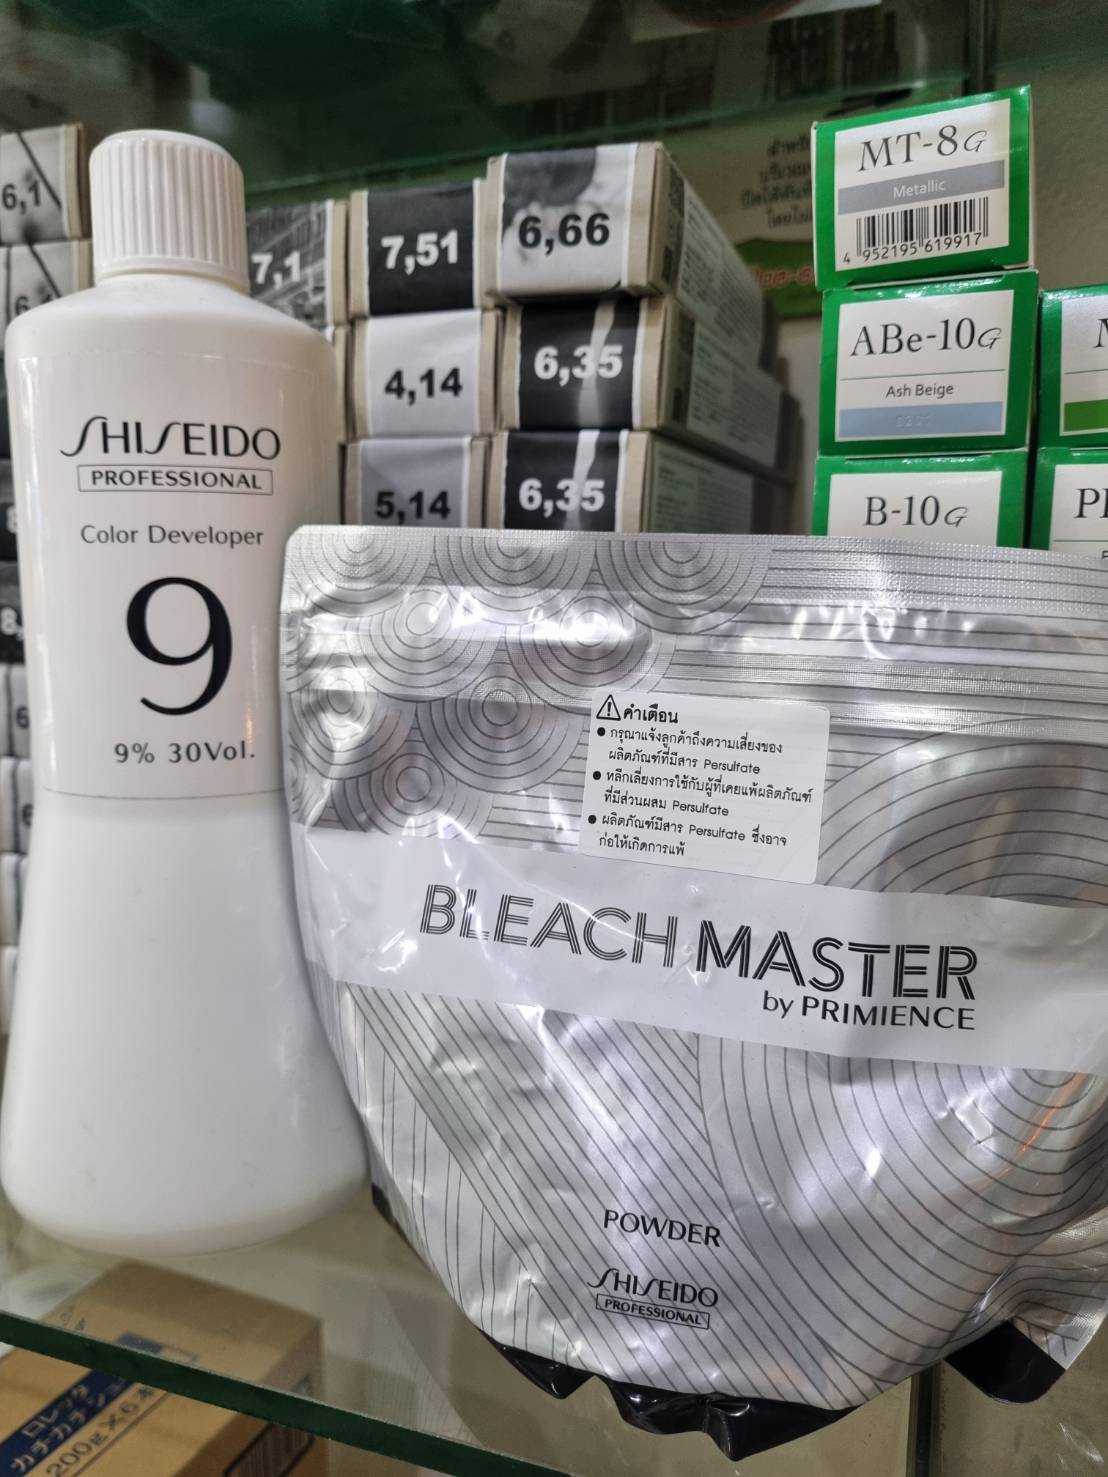 6,1
7,1
7,51
6,66
4,14
6,35
5,14
6,35
MT-8G
Metallic
4 952195 619917
ABe-10G
Ash Beige
B-10G
SHISEIDO
PROFESSIONAL
Color Developer
9
9% 30Vol.
คำเตือน
• กรุณาแจ้งลูกค้าถึงความเสี่ยงของ
ผลิตภัณฑ์ที่มีสาร Persulfate
• หลีกเลี่ยงการใช้กับผู้ที่เคยแพ้ผลิตภัณฑ์
ที่มีส่วนผสม Persulfate
• ผลิตภัณฑ์มีสาร Persulfate ซึ่งอาจ
ก่อให้เกิดการแพ้
BLEACH MASTER
by PRIMIENCE
POWDER
SHISEIDO
PROFESSIONAL